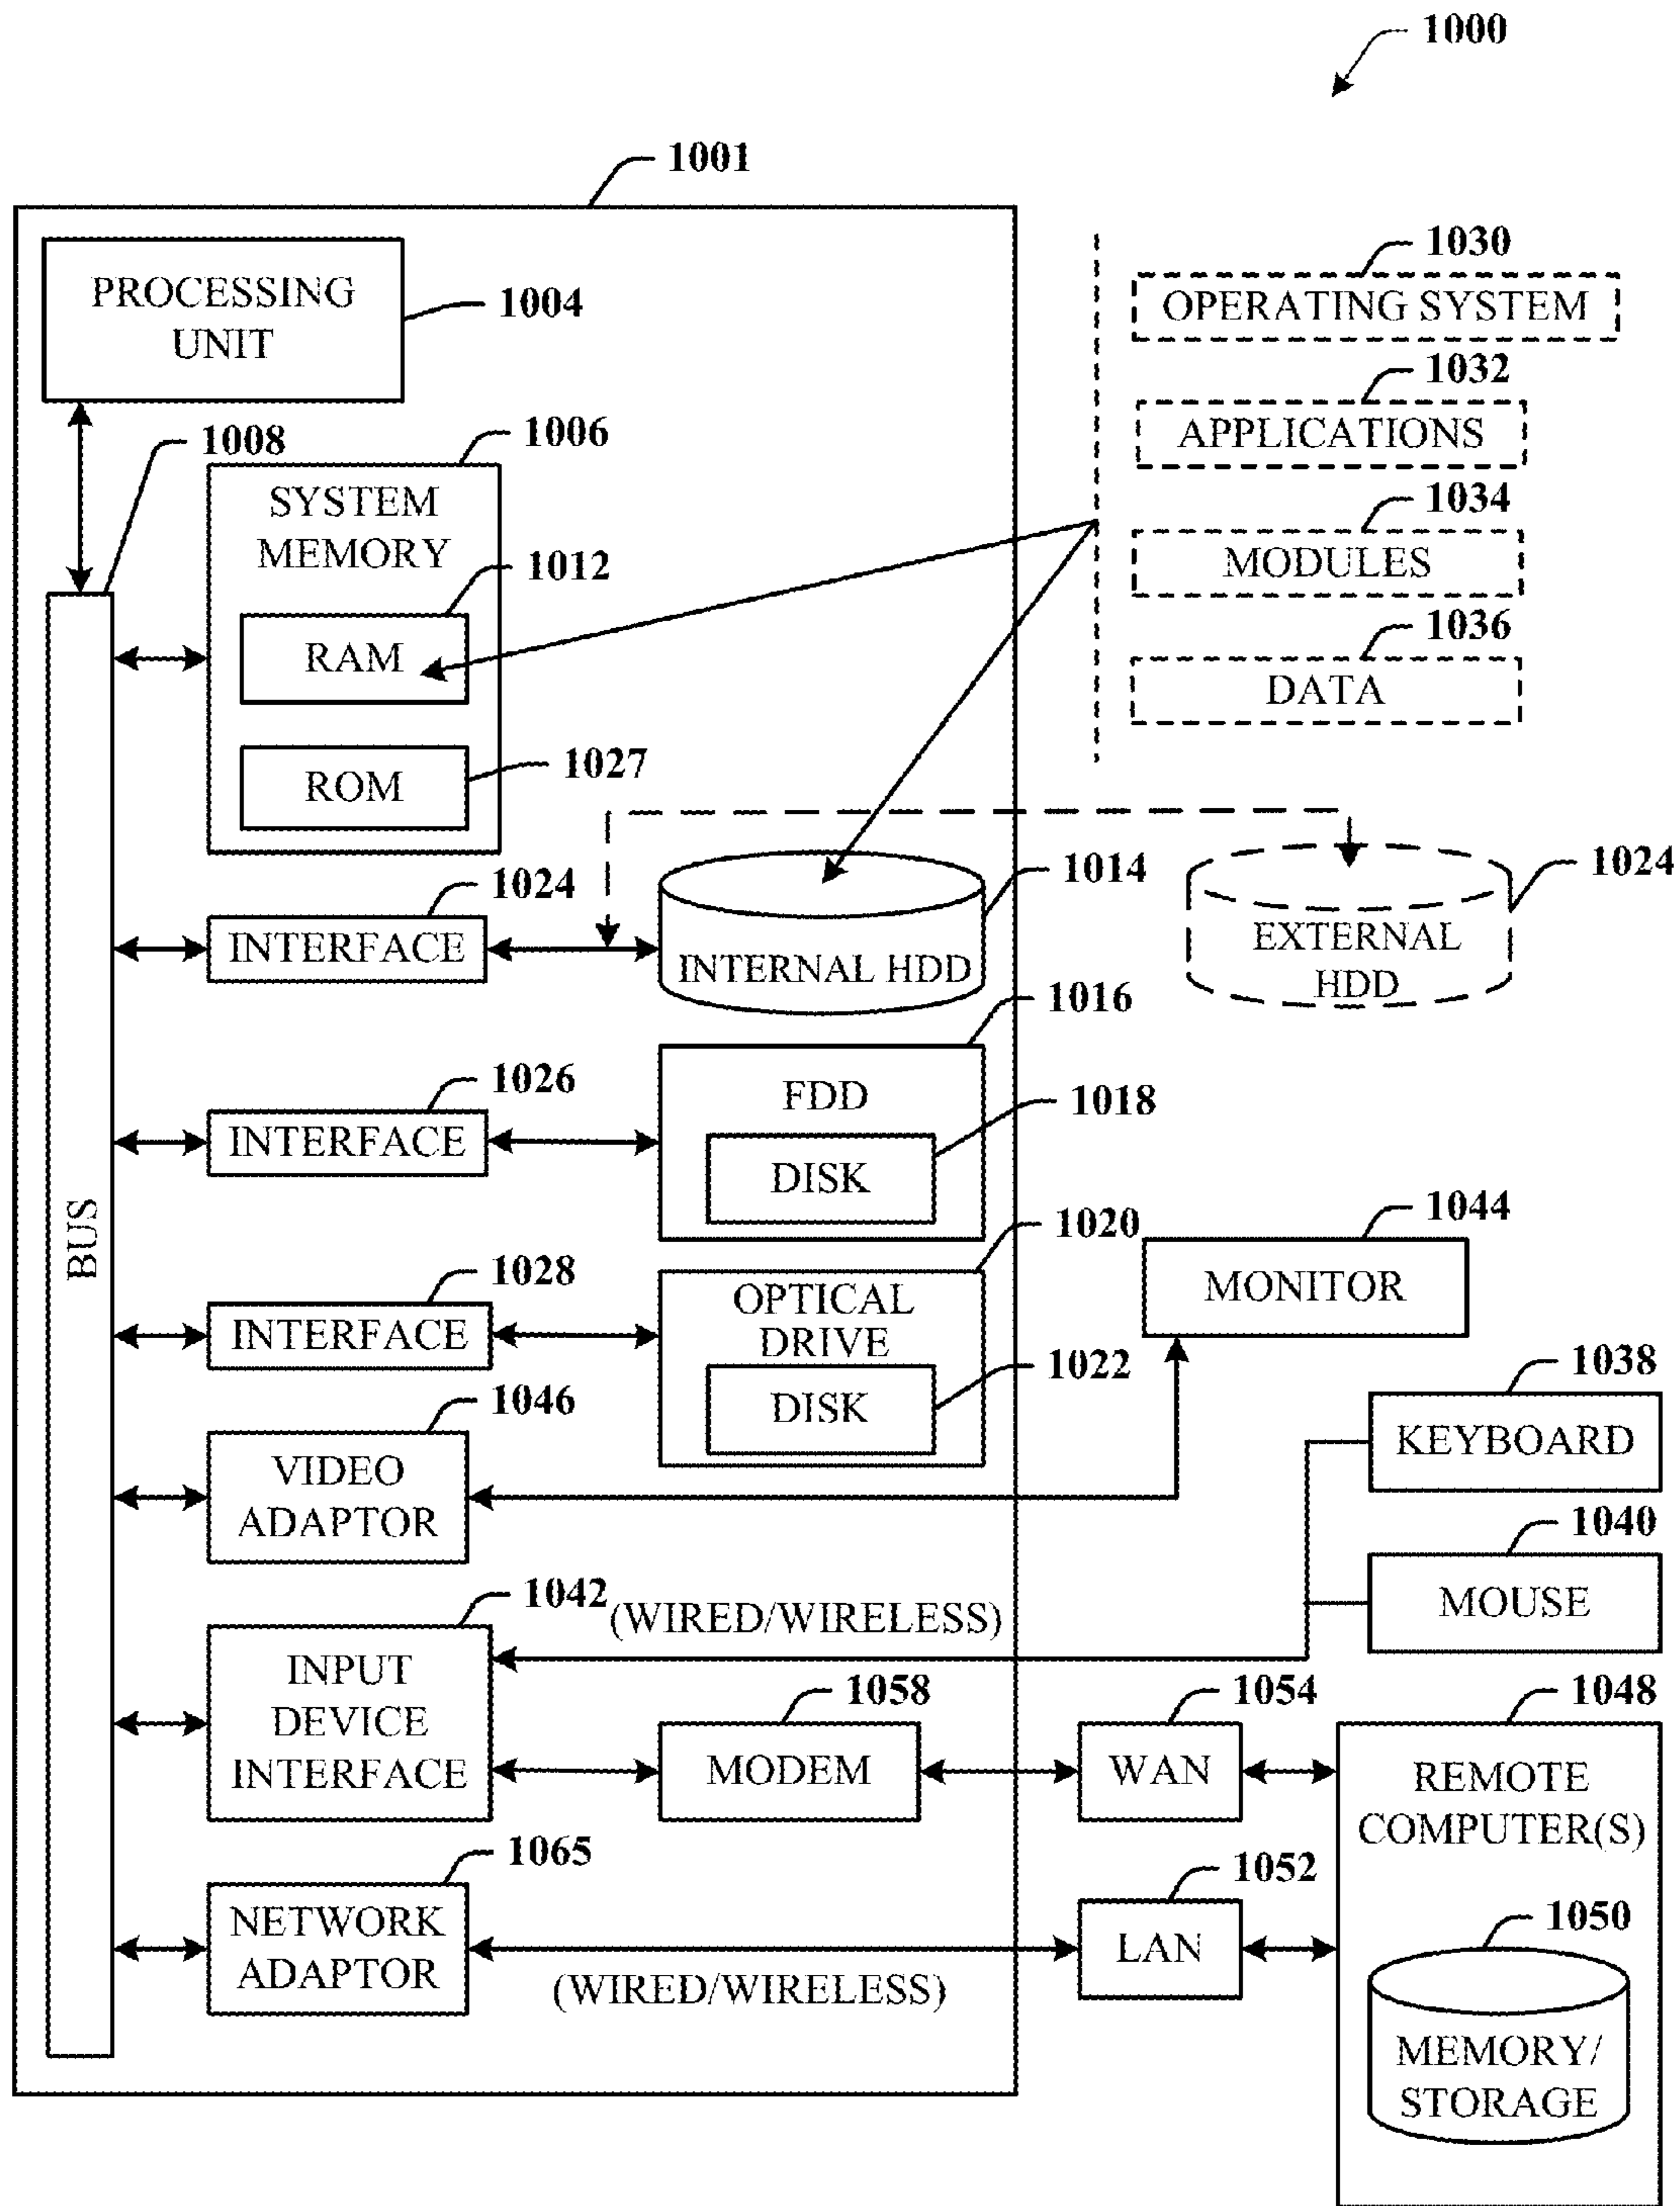 1000
1001
PROCESSING
UNIT
1004
1030
OPERATING SYSTEM
1032
APPLICATIONS
1034
MODULES
1036
DATA
1008
1006
SYSTEM
MEMORY
1012
RAM
1027
ROM
1024
INTERFACE
1014
INTERNAL HDD
1024
EXTERNAL
HDD
1026
INTERFACE
1016
FDD
1018
DISK
BUS
1028
INTERFACE
1020
OPTICAL
DRIVE
1022
DISK
1044
MONITOR
1046
VIDEO
ADAPTOR
1038
KEYBOARD
1040
MOUSE
1042
(WIRED/WIRELESS)
INPUT
DEVICE
INTERFACE
1058
MODEM
1054
WAN
1048
REMOTE
COMPUTER(S)
1065
NETWORK
ADAPTOR
(WIRED/WIRELESS)
1052
LAN
1050
MEMORY/
STORAGE